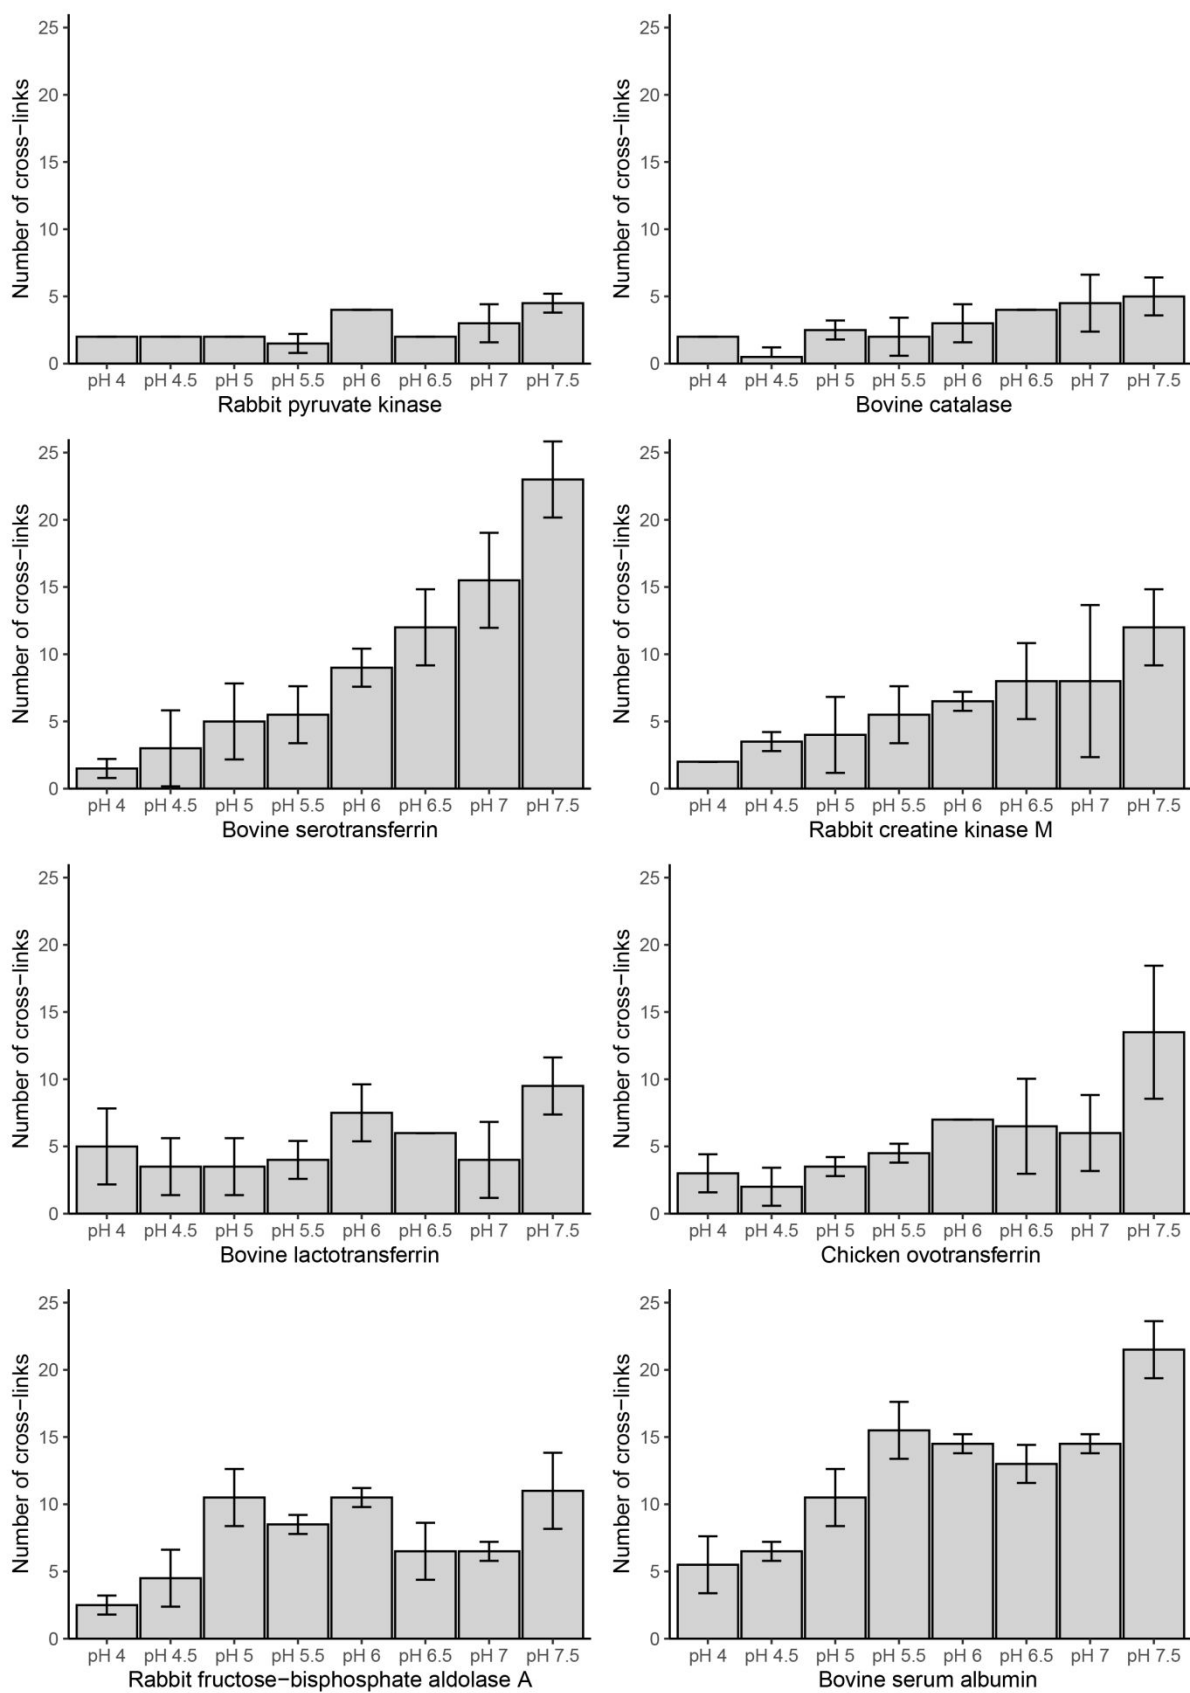 Number of cross−links
25
20
15
10
5
0
pH 4 pH 4.5 pH 5 pH 5.5 pH 6 pH 6.5 pH 7 pH 7.5
Rabbit pyruvate kinase
Number of cross−links
25
20
15
10
5
0
pH 4 pH 4.5 pH 5 pH 5.5 pH 6 pH 6.5 pH 7 pH 7.5
Bovine catalase
Number of cross−links
25
20
15
10
5
0
pH 4 pH 4.5 pH 5 pH 5.5 pH 6 pH 6.5 pH 7 pH 7.5
Bovine serotransferrin
Number of cross−links
25
20
15
10
5
0
pH 4 pH 4.5 pH 5 pH 5.5 pH 6 pH 6.5 pH 7 pH 7.5
Rabbit creatine kinase M
Number of cross−links
25
20
15
10
5
0
pH 4 pH 4.5 pH 5 pH 5.5 pH 6 pH 6.5 pH 7 pH 7.5
Bovine lactotransferrin
Number of cross−links
25
20
15
10
5
0
pH 4 pH 4.5 pH 5 pH 5.5 pH 6 pH 6.5 pH 7 pH 7.5
Chicken ovotransferrin
Number of cross−links
25
20
15
10
5
0
pH 4 pH 4.5 pH 5 pH 5.5 pH 6 pH 6.5 pH 7 pH 7.5
Rabbit fructose−bisphosphate aldolase A
Number of cross−links
25
20
15
10
5
0
pH 4 pH 4.5 pH 5 pH 5.5 pH 6 pH 6.5 pH 7 pH 7.5
Bovine serum albumin